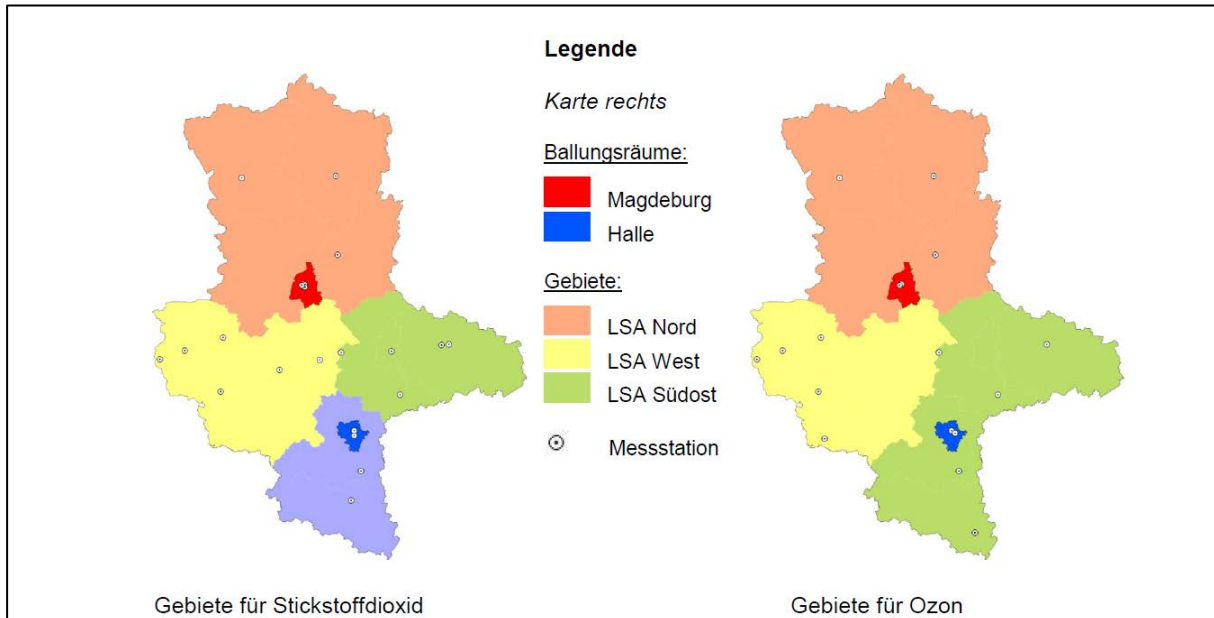 Legende
Karte rechts
Ballungsräume:
Magdeburg
Halle
Gebiete:
LSA Nord
LSA West
LSA Südost
Messstation
Gebiete für Stickstoffdioxid
Gebiete für Ozon